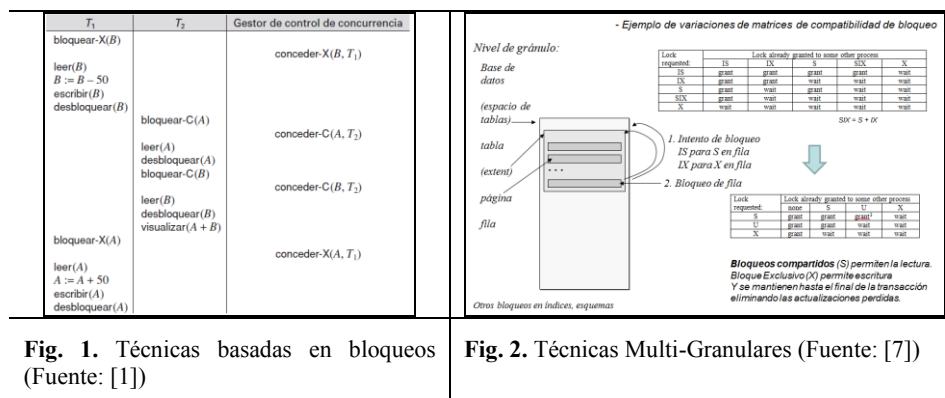 T₁ T₂ Gestor de control de concurrencia
bloquear-X(B)
conceder-X(B, T₁)
leer(B)
B := B – 50
escribir(B)
desbloquear(B)
bloquear-C(A)
conceder-C(A, T₂)
leer(A)
desbloquear(A)
bloquear-C(B)
conceder-C(B, T₂)
leer(B)
desbloquear(B)
visualizar(A + B)
bloquear-X(A)
conceder-X(A, T₁)
leer(A)
A := A + 50
escribir(A)
desbloquear(A)
- Ejemplo de variaciones de matrices de compatibilidad de bloqueo
Nivel de gránulo:
Base de
datos
(espacio de
tablas)
tabla
(extent)
página
fila
Otros bloqueos en índices, esquemas
1. Intento de bloqueo
IS para S en fila
IX para X en fila
2. Bloqueo de fila
Lock Lock already granted to some other process
requested: IS IX S SIX X
IS grant grant grant grant wait
IX grant grant wait wait wait
S grant wait grant wait wait
SIX grant wait wait wait wait
X wait wait wait wait wait
SIX = S + IX
Lock Lock already granted to some other process
requested: none S U X
S grant grant grant¹ wait
U grant grant wait wait
X grant wait wait wait
Bloqueos compartidos (S) permiten la lectura.
Bloque Exclusivo (X) permite escritura
Y se mantienen hasta el final de la transacción
eliminando las actualizaciones perdidas.
Fig. 1. Técnicas basadas en bloqueos
(Fuente: [1])
Fig. 2. Técnicas Multi-Granulares (Fuente: [7])